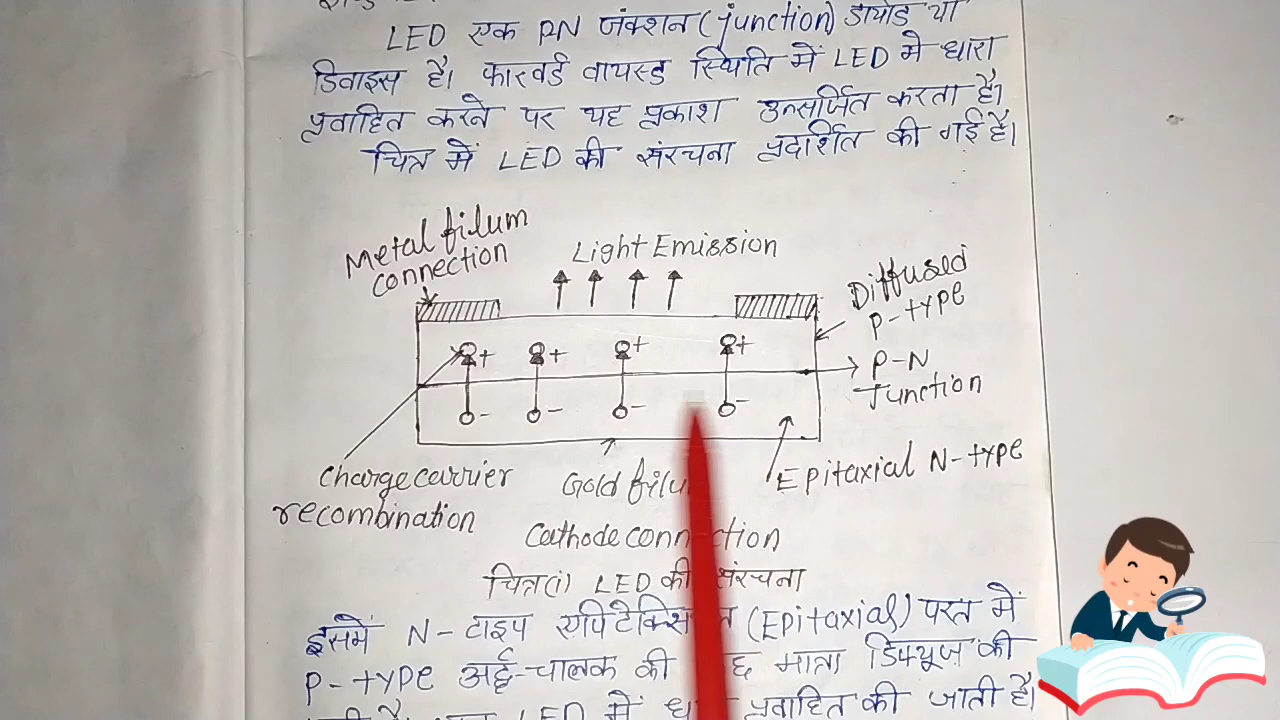 LED एक PN जंक्शन (junction) डायोड या
डिवाइस है। फारवर्ड वायस्ड स्थिति में LED मे धारा
प्रवाहित करने पर यह प्रकाश उत्सर्जित करता है।
चित्र में LED की संरचना प्रदर्शित की गई है।
Metal filum
connection
Light Emission
Diffused
P-type
+ + + +
P-N
Junction
- - - -
Charge carrier
recombination
Gold
Epitaxial N-type
Cathode
चित्र(i) LED की संरचना
इसमें N-टाइप (Epitaxial) परत में
P-type अर्द्ध-चालक की मात्रा डिफ्यूज की
LED में प्रवाहित की जाती है।